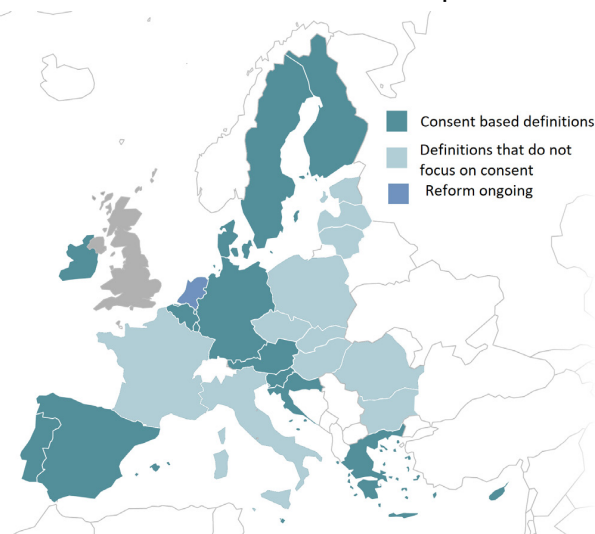 Consent based definitions
Definitions that do not
focus on consent
Reform ongoing